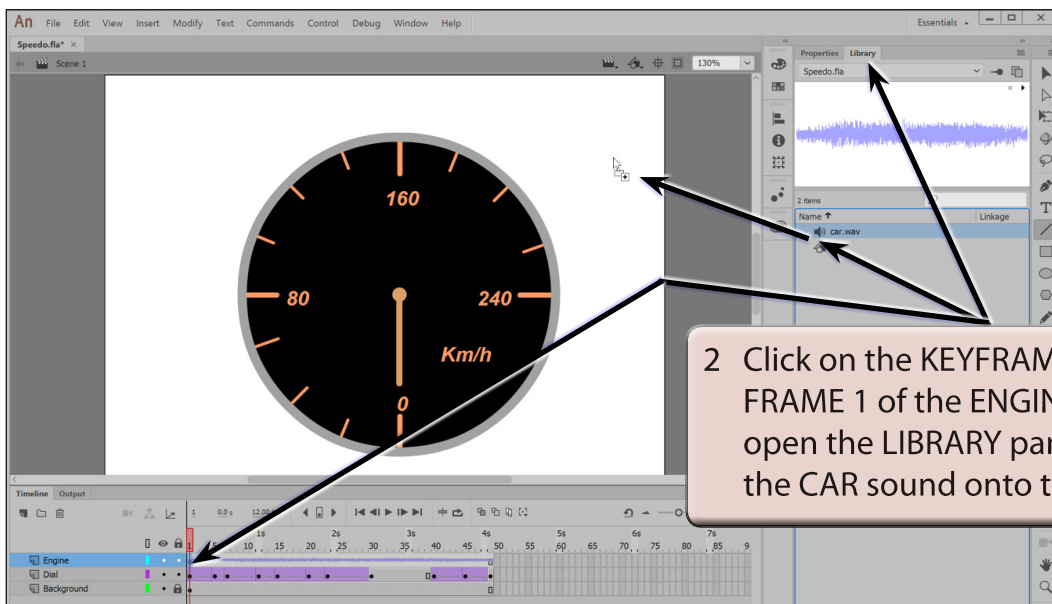 An File Edit View Insert Modify Text Commands Control Debug Window Help Essentials
Speedo.fla* ×
Scene 1
130%
Properties Library
Speedo.fla
2 items
Name Linkage
car.wav
160
80
240
Km/h
0
2 Click on the KEYFRAM
FRAME 1 of the ENGIN
open the LIBRARY pa
the CAR sound onto t
Timeline Output
1 0.0 s 12.00
1s 2s 3s 4s 5s 6s 7s
1 5 10 15 20 25 30 35 40 45 50 55 60 65 70 75 80 85 9
Engine
Dial
Background